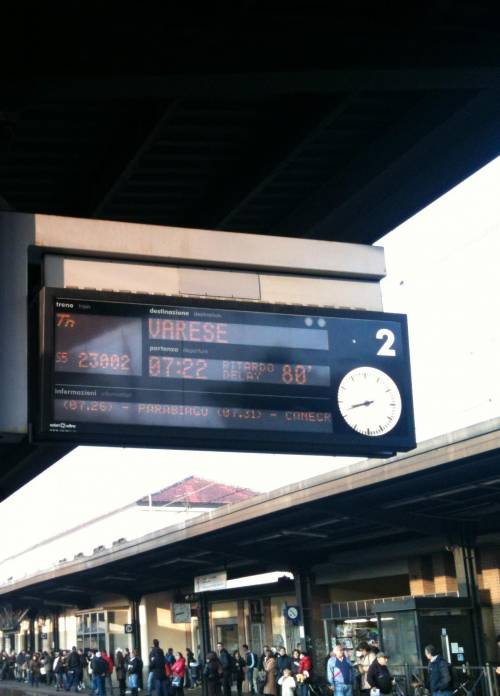 treno train
destinazione destination
Tn
VARESE
2
partenza departure
S5 23002
07:22 RITARDO DELAY 80'
informazioni information
(07.26) - PARABIAGO (07.31) - CANEGR